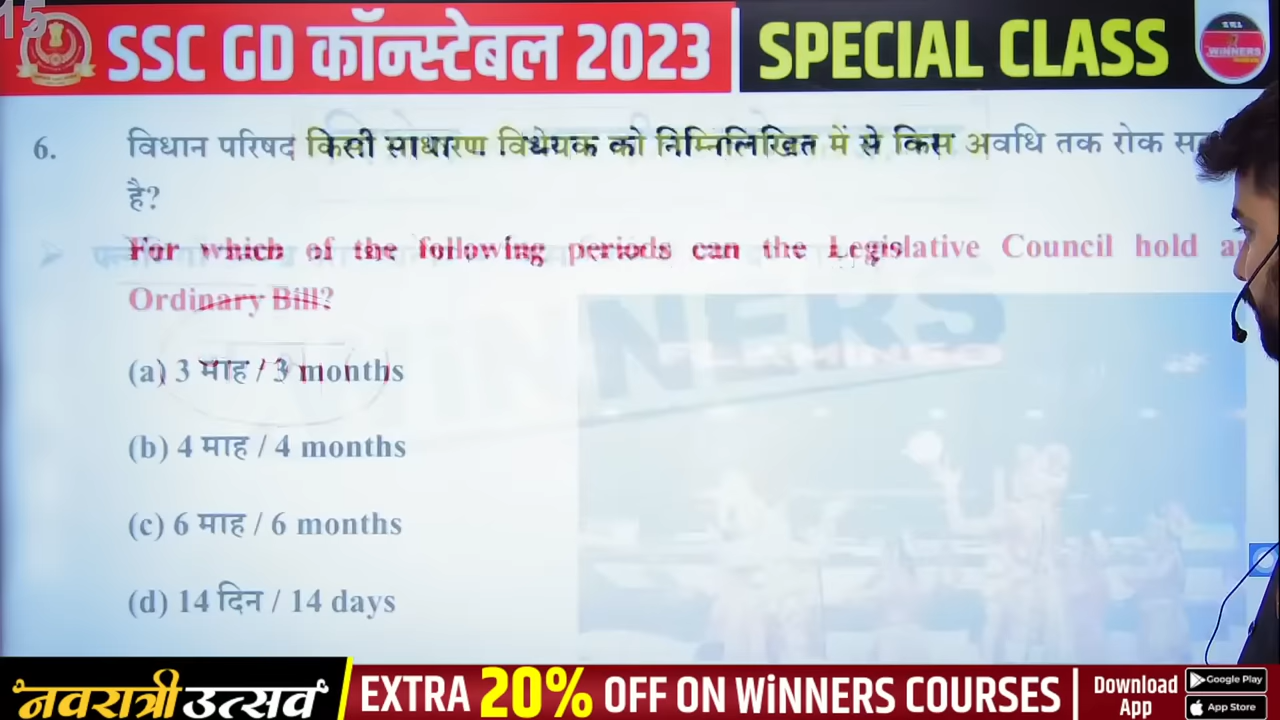 15
SSC GD कॉन्स्टेबल 2023
SPECIAL CLASS
WINNERS
6. विधान परिषद किसी साधारण विधेयक को निम्निलिखित में से किस अवधि तक रोक
है?
For which of the following periods can the Legislative Council hold
Ordinary Bill?
WiNNERS
(a) 3 माह / 3 months
(b) 4 माह / 4 months
(c) 6 माह / 6 months
(d) 14 दिन / 14 days
नवरात्री उत्सव
EXTRA 20% OFF ON WiNNERS COURSES
Download
App
Google Play
App Store